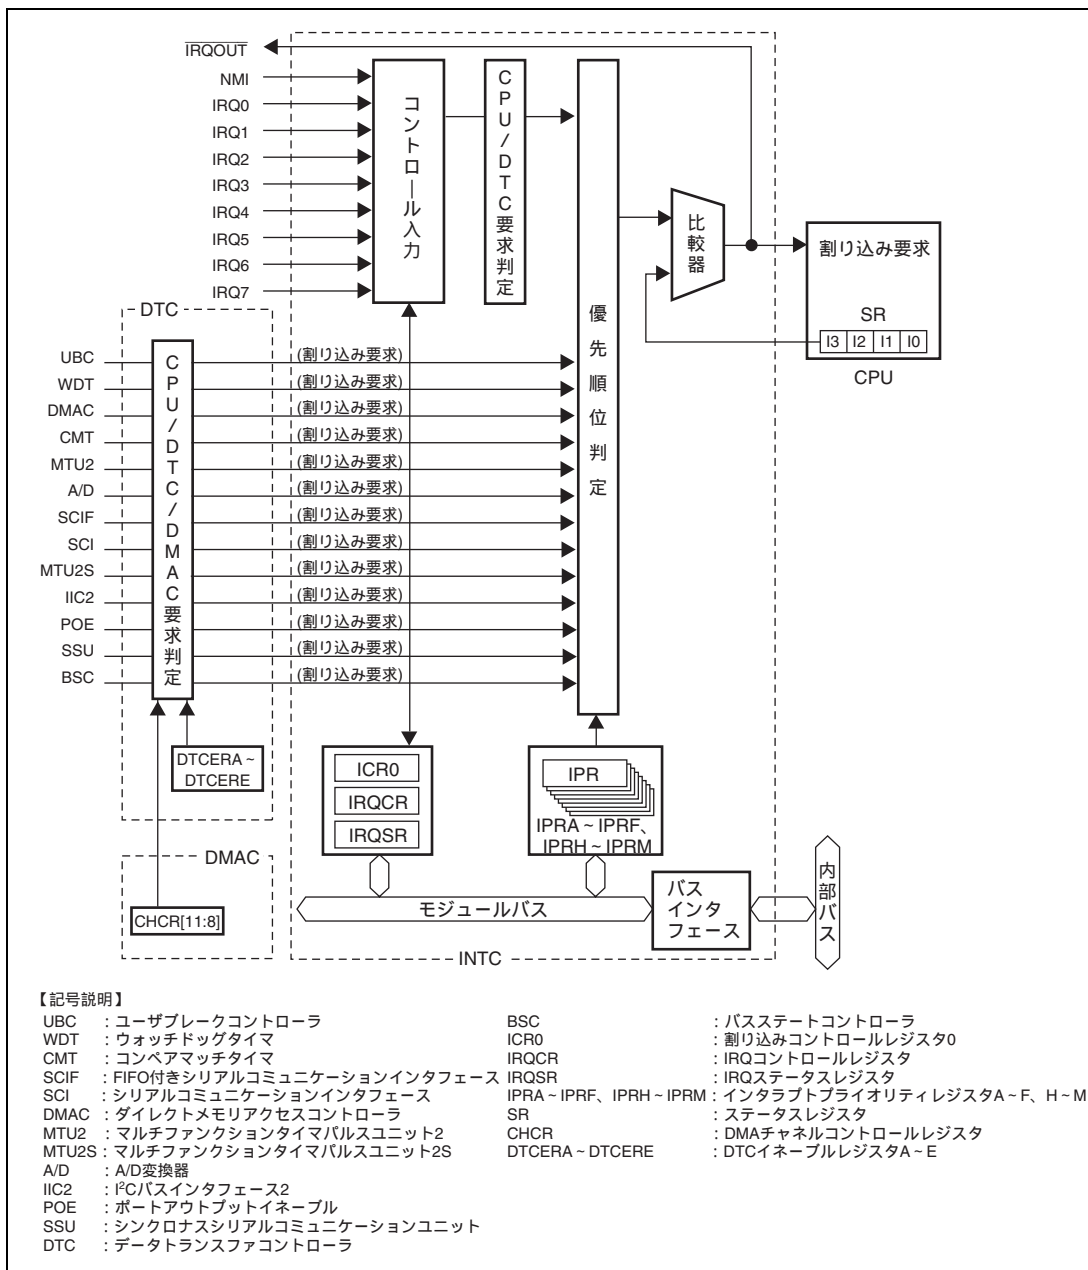 IRQOUT
NMI
IRQ0
IRQ1
IRQ2
IRQ3
IRQ4
IRQ5
IRQ6
IRQ7
コントロール入力
CPU/DTC要求判定
優先順位判定
比較器
割り込み要求
SR
I3 I2 I1 I0
CPU
DTC
UBC
WDT
DMAC
CMT
MTU2
A/D
SCIF
SCI
MTU2S
IIC2
POE
SSU
BSC
CPU/DTC/DMAC要求判定
(割り込み要求)
(割り込み要求)
(割り込み要求)
(割り込み要求)
(割り込み要求)
(割り込み要求)
(割り込み要求)
(割り込み要求)
(割り込み要求)
(割り込み要求)
(割り込み要求)
(割り込み要求)
(割り込み要求)
DTCERA~
DTCERE
DMAC
CHCR[11:8]
ICR0
IRQCR
IRQSR
IPR
IPRA~IPRF、
IPRH~IPRM
モジュールバス
バス
インタ
フェース
内部バス
INTC
【記号説明】
UBC :ユーザブレークコントローラ
WDT :ウォッチドッグタイマ
CMT :コンペアマッチタイマ
SCIF :FIFO付きシリアルコミュニケーションインタフェース
SCI :シリアルコミュニケーションインタフェース
DMAC :ダイレクトメモリアクセスコントローラ
MTU2 :マルチファンクションタイマパルスユニット2
MTU2S :マルチファンクションタイマパルスユニット2S
A/D :A/D変換器
IIC2 :I²Cバスインタフェース2
POE :ポートアウトプットイネーブル
SSU :シンクロナスシリアルコミュニケーションユニット
DTC :データトランスファコントローラ
BSC :バスステートコントローラ
ICR0 :割り込みコントロールレジスタ0
IRQCR :IRQコントロールレジスタ
IRQSR :IRQステータスレジスタ
IPRA~IPRF、IPRH~IPRM :インタラプトプライオリティレジスタA~F、H~M
SR :ステータスレジスタ
CHCR :DMAチャネルコントロールレジスタ
DTCERA~DTCERE :DTCイネーブルレジスタA~E